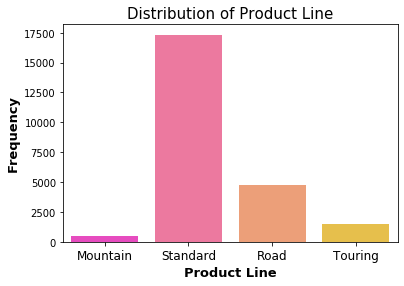 Distribution of Product Line
17500
15000
12500
10000
7500
5000
2500
0
Frequency
Mountain Standard Road Touring
Product Line